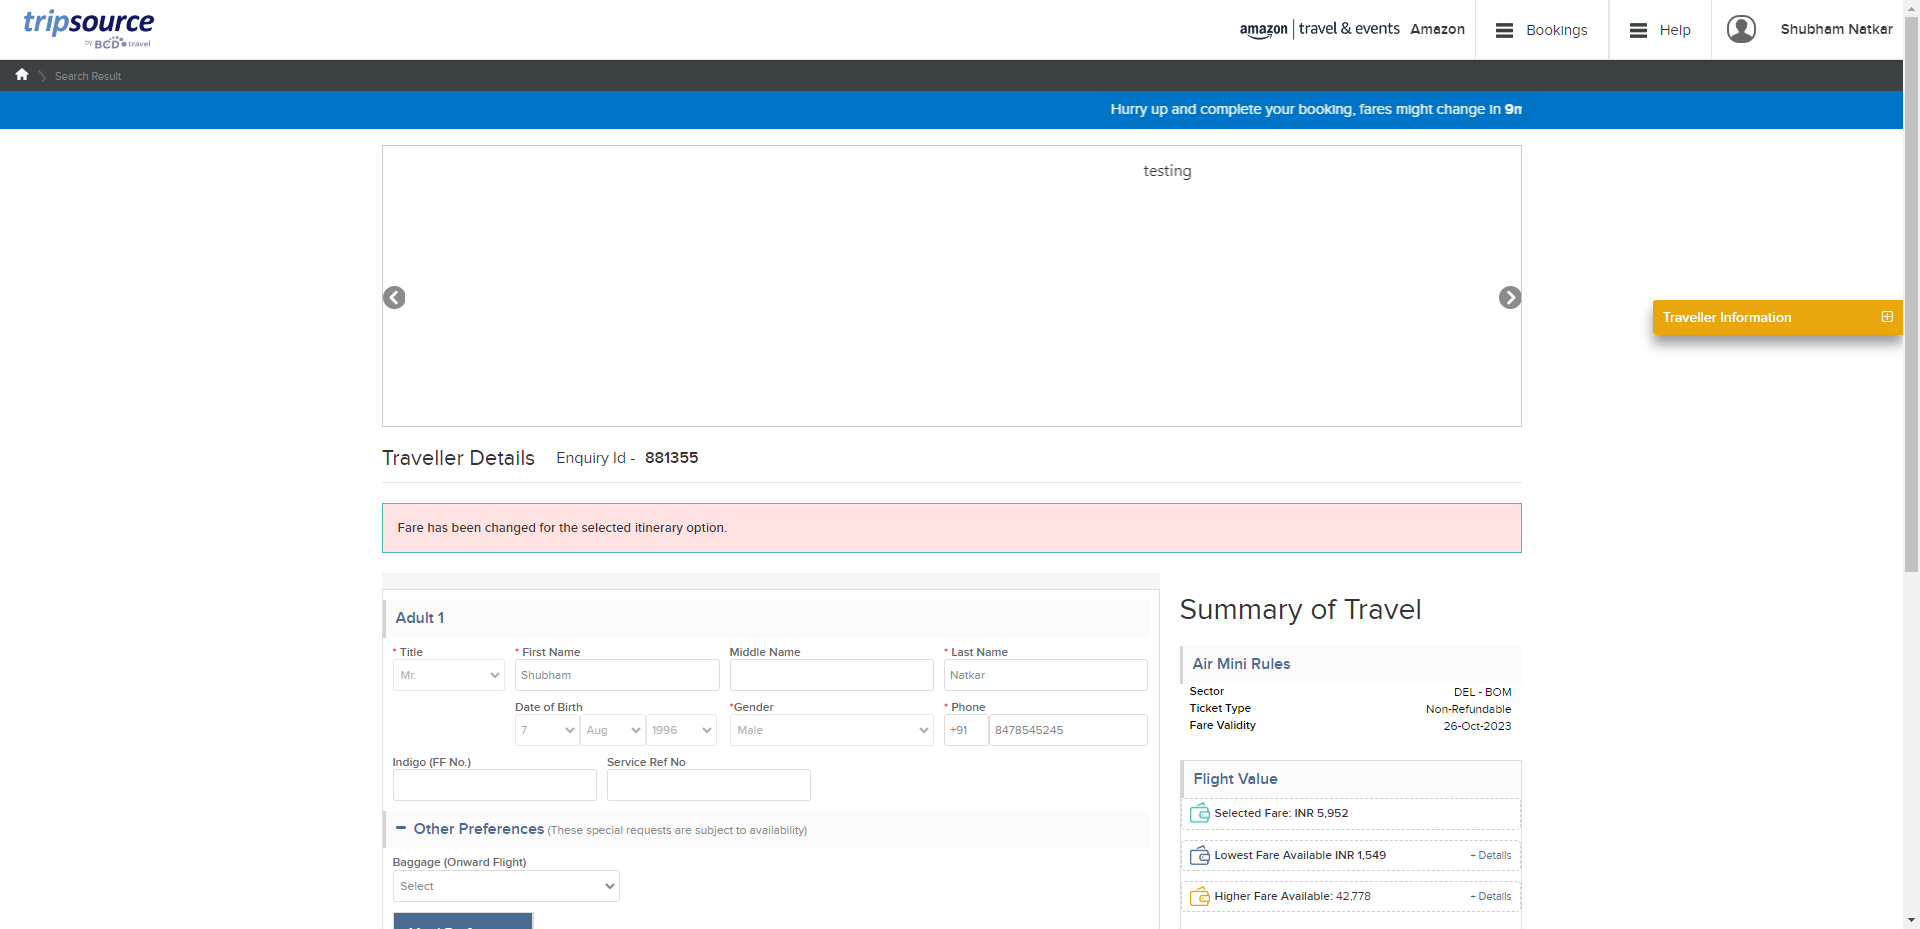 tripsource
by BCD travel
amazon | travel & events Amazon
Bookings
Help
Shubham Natkar
Search Result
Hurry up and complete your booking, fares might change in 9m
testing
Traveller Information
Traveller Details Enquiry Id - 881355
Fare has been changed for the selected itinerary option.
Adult 1
* Title * First Name Middle Name * Last Name
Mr. Shubham Natkar
Date of Birth *Gender * Phone
7 Aug 1996 Male +91 8478545245
Indigo (FF No.) Service Ref No
Other Preferences (These special requests are subject to availability)
Baggage (Onward Flight)
Select
Summary of Travel
Air Mini Rules
Sector DEL - BOM
Ticket Type Non-Refundable
Fare Validity 26-Oct-2023
Flight Value
Selected Fare: INR 5,952
Lowest Fare Available INR 1,549 + Details
Higher Fare Available: 42,778 + Details